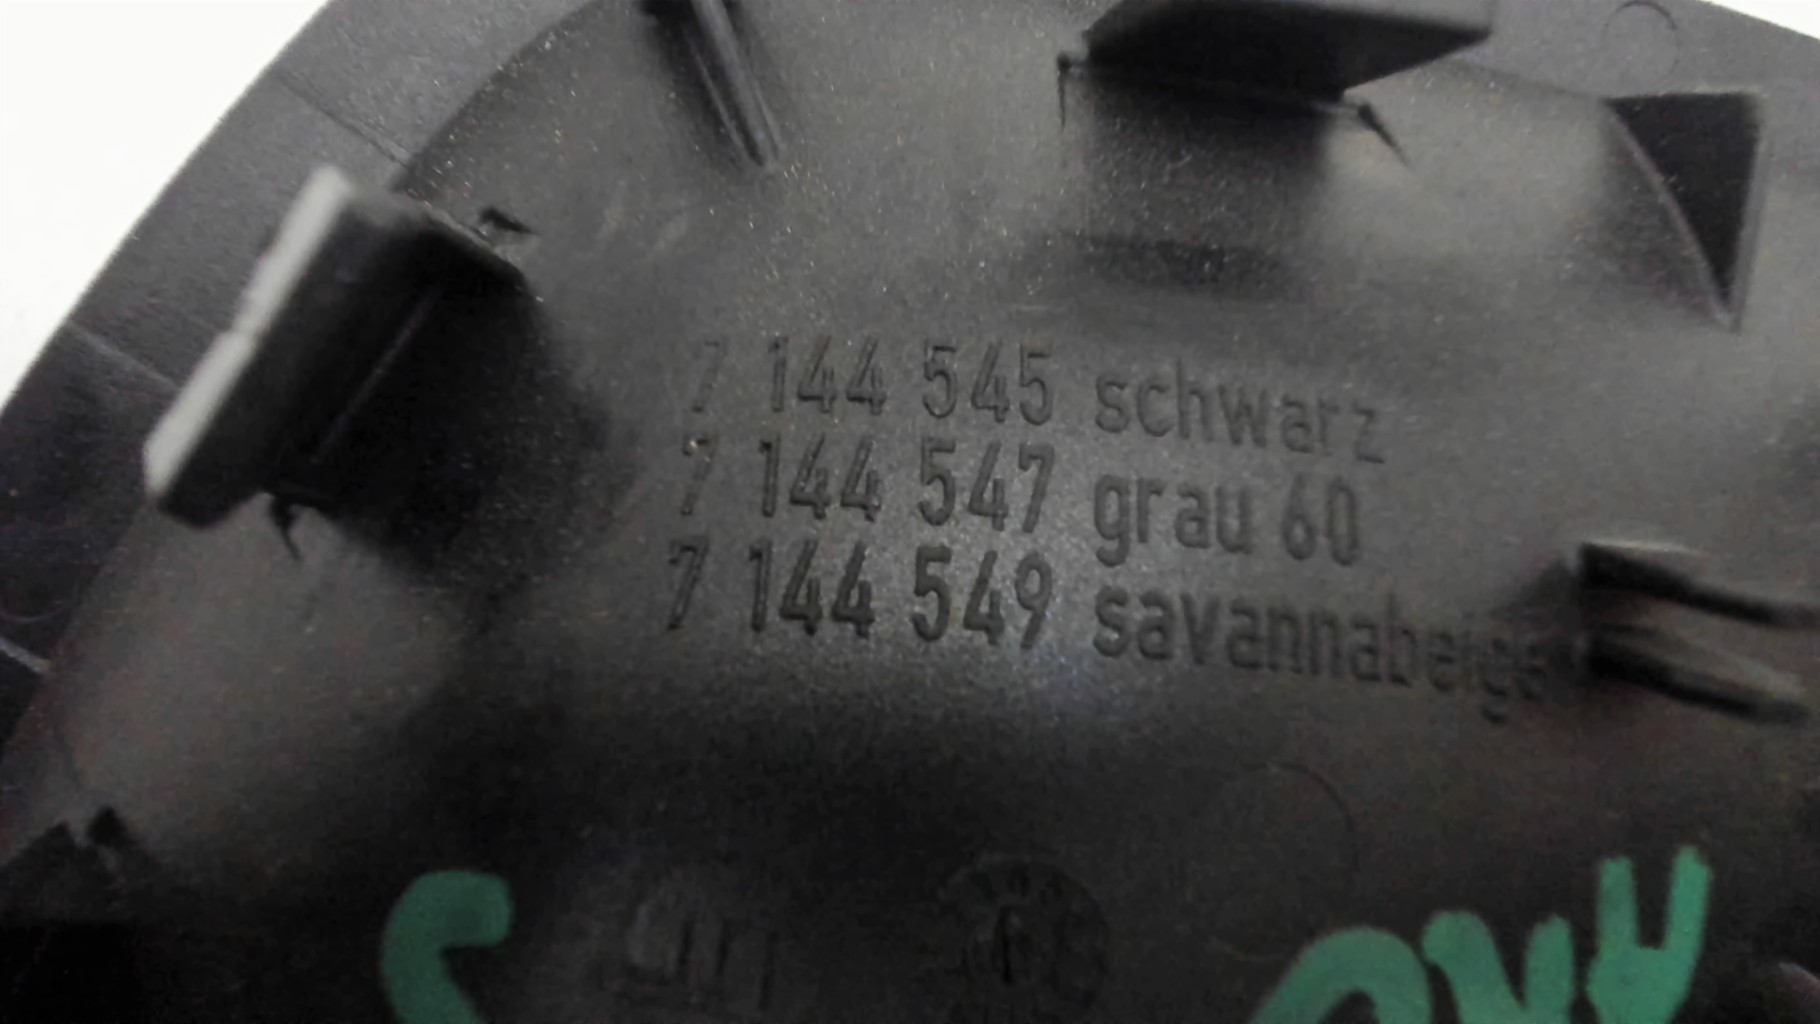 7 144 545 schwarz
7 144 547 grau 60
7 144 549 savannabeige